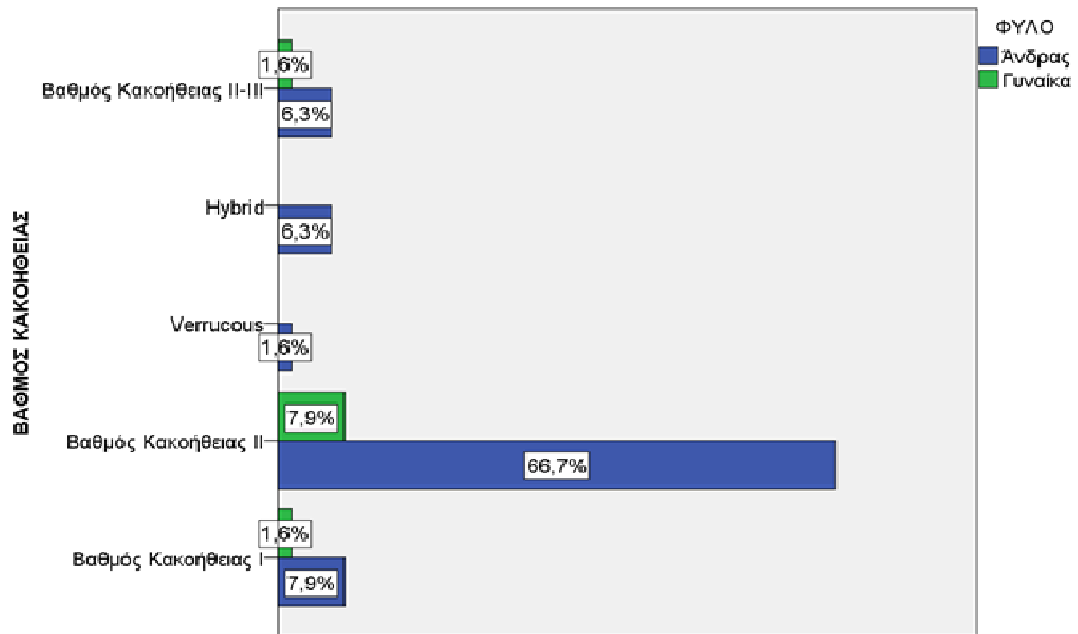 ΦΥΛΟ
Άνδρας
Γυναίκα
ΒΑΘΜΟΣ ΚΑΚΟΗΘΕΙΑΣ
Βαθμός Κακοήθειας II-III
1,6%
6,3%
Hybrid
6,3%
Verrucous
1,6%
Βαθμός Κακοήθειας II
7,9%
66,7%
Βαθμός Κακοήθειας I
1,6%
7,9%